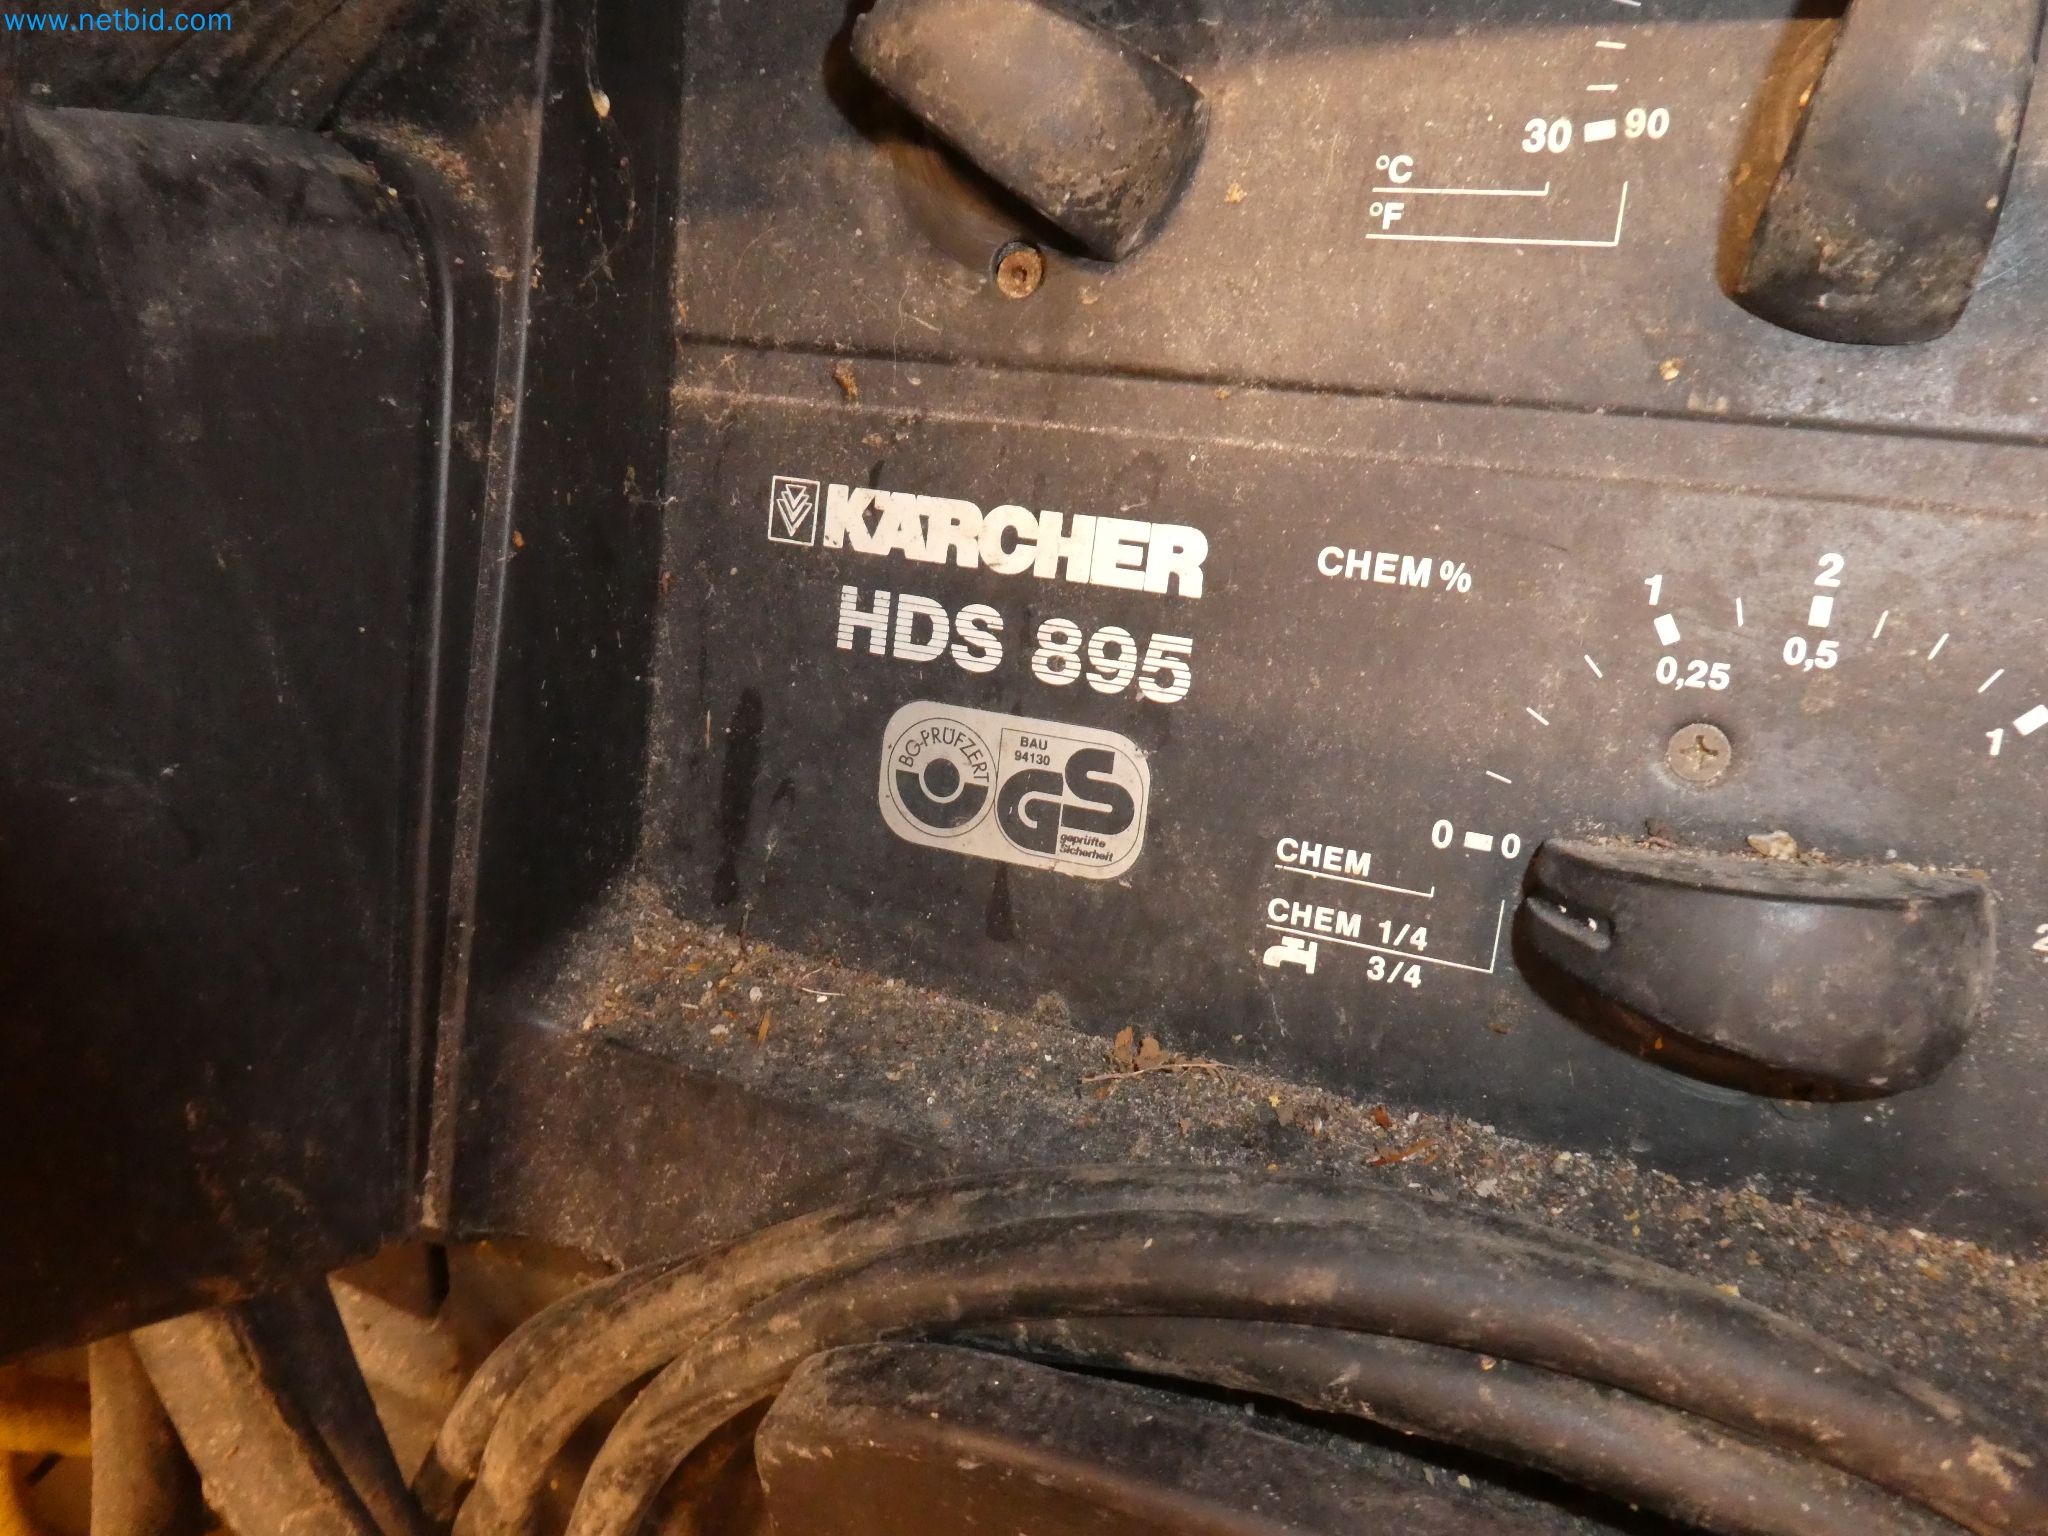 www.netbid.com
30 90
°C
°F
KÄRCHER
HDS 895
BG-PRÜFZERT
BAU
94130
GS
geprüfte
Sicherheit
CHEM %
1 2
0,25 0,5
1
0 0
CHEM
CHEM 1/4
3/4
2